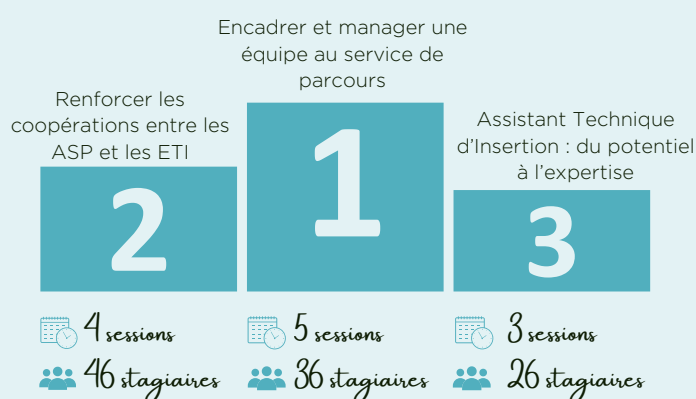 Encadrer et manager une
équipe au service de
parcours
1
5 sessions
36 stagiaires
Renforcer les
coopérations entre les
ASP et les ETI
2
4 sessions
46 stagiaires
Assistant Technique
d'Insertion : du potentiel
à l'expertise
3
3 sessions
26 stagiaires